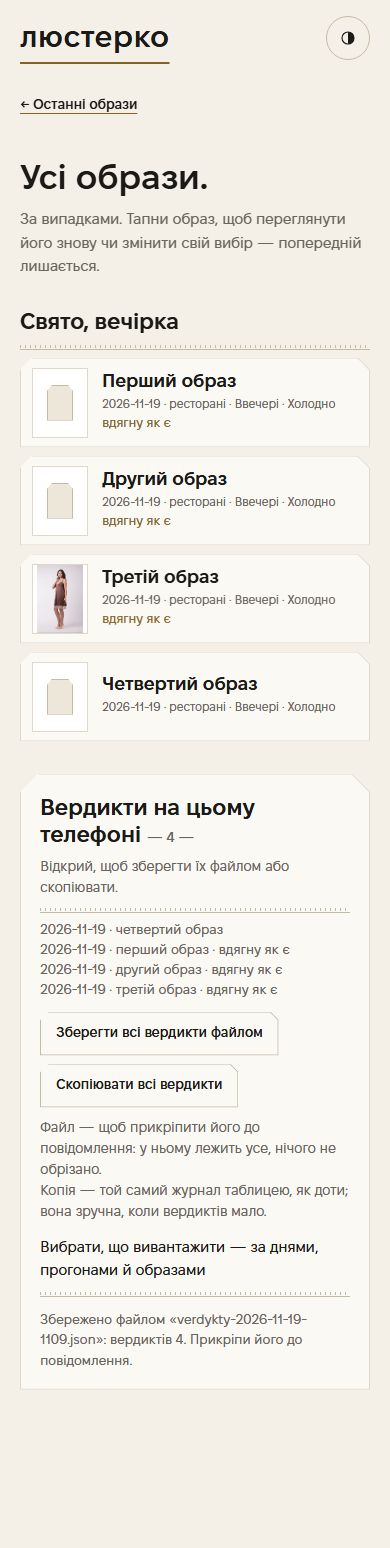 люстерко
← Останні образи
Усі образи.
За випадками. Тапни образ, щоб переглянути
його знову чи змінити свій вибір — попередній
лишається.
Свято, вечірка
Перший образ
2026-11-19 · ресторані · Ввечері · Холодно
вдягну як є
Другий образ
2026-11-19 · ресторані · Ввечері · Холодно
вдягну як є
Третій образ
2026-11-19 · ресторані · Ввечері · Холодно
вдягну як є
Четвертий образ
2026-11-19 · ресторані · Ввечері · Холодно
Вердикти на цьому
телефоні — 4 —
Відкрий, щоб зберегти їх файлом або
скопіювати.
2026-11-19 · четвертий образ
2026-11-19 · перший образ · вдягну як є
2026-11-19 · другий образ · вдягну як є
2026-11-19 · третій образ · вдягну як є
Зберегти всі вердикти файлом
Скопіювати всі вердикти
Файл — щоб прикріпити його до
повідомлення: у ньому лежить усе, нічого не
обрізано.
Копія — той самий журнал таблицею, як доти;
вона зручна, коли вердиктів мало.
Вибрати, що вивантажити — за днями,
прогонами й образами
Збережено файлом «verdykty-2026-11-19-
1109.json»: вердиктів 4. Прикріпи його до
повідомлення.